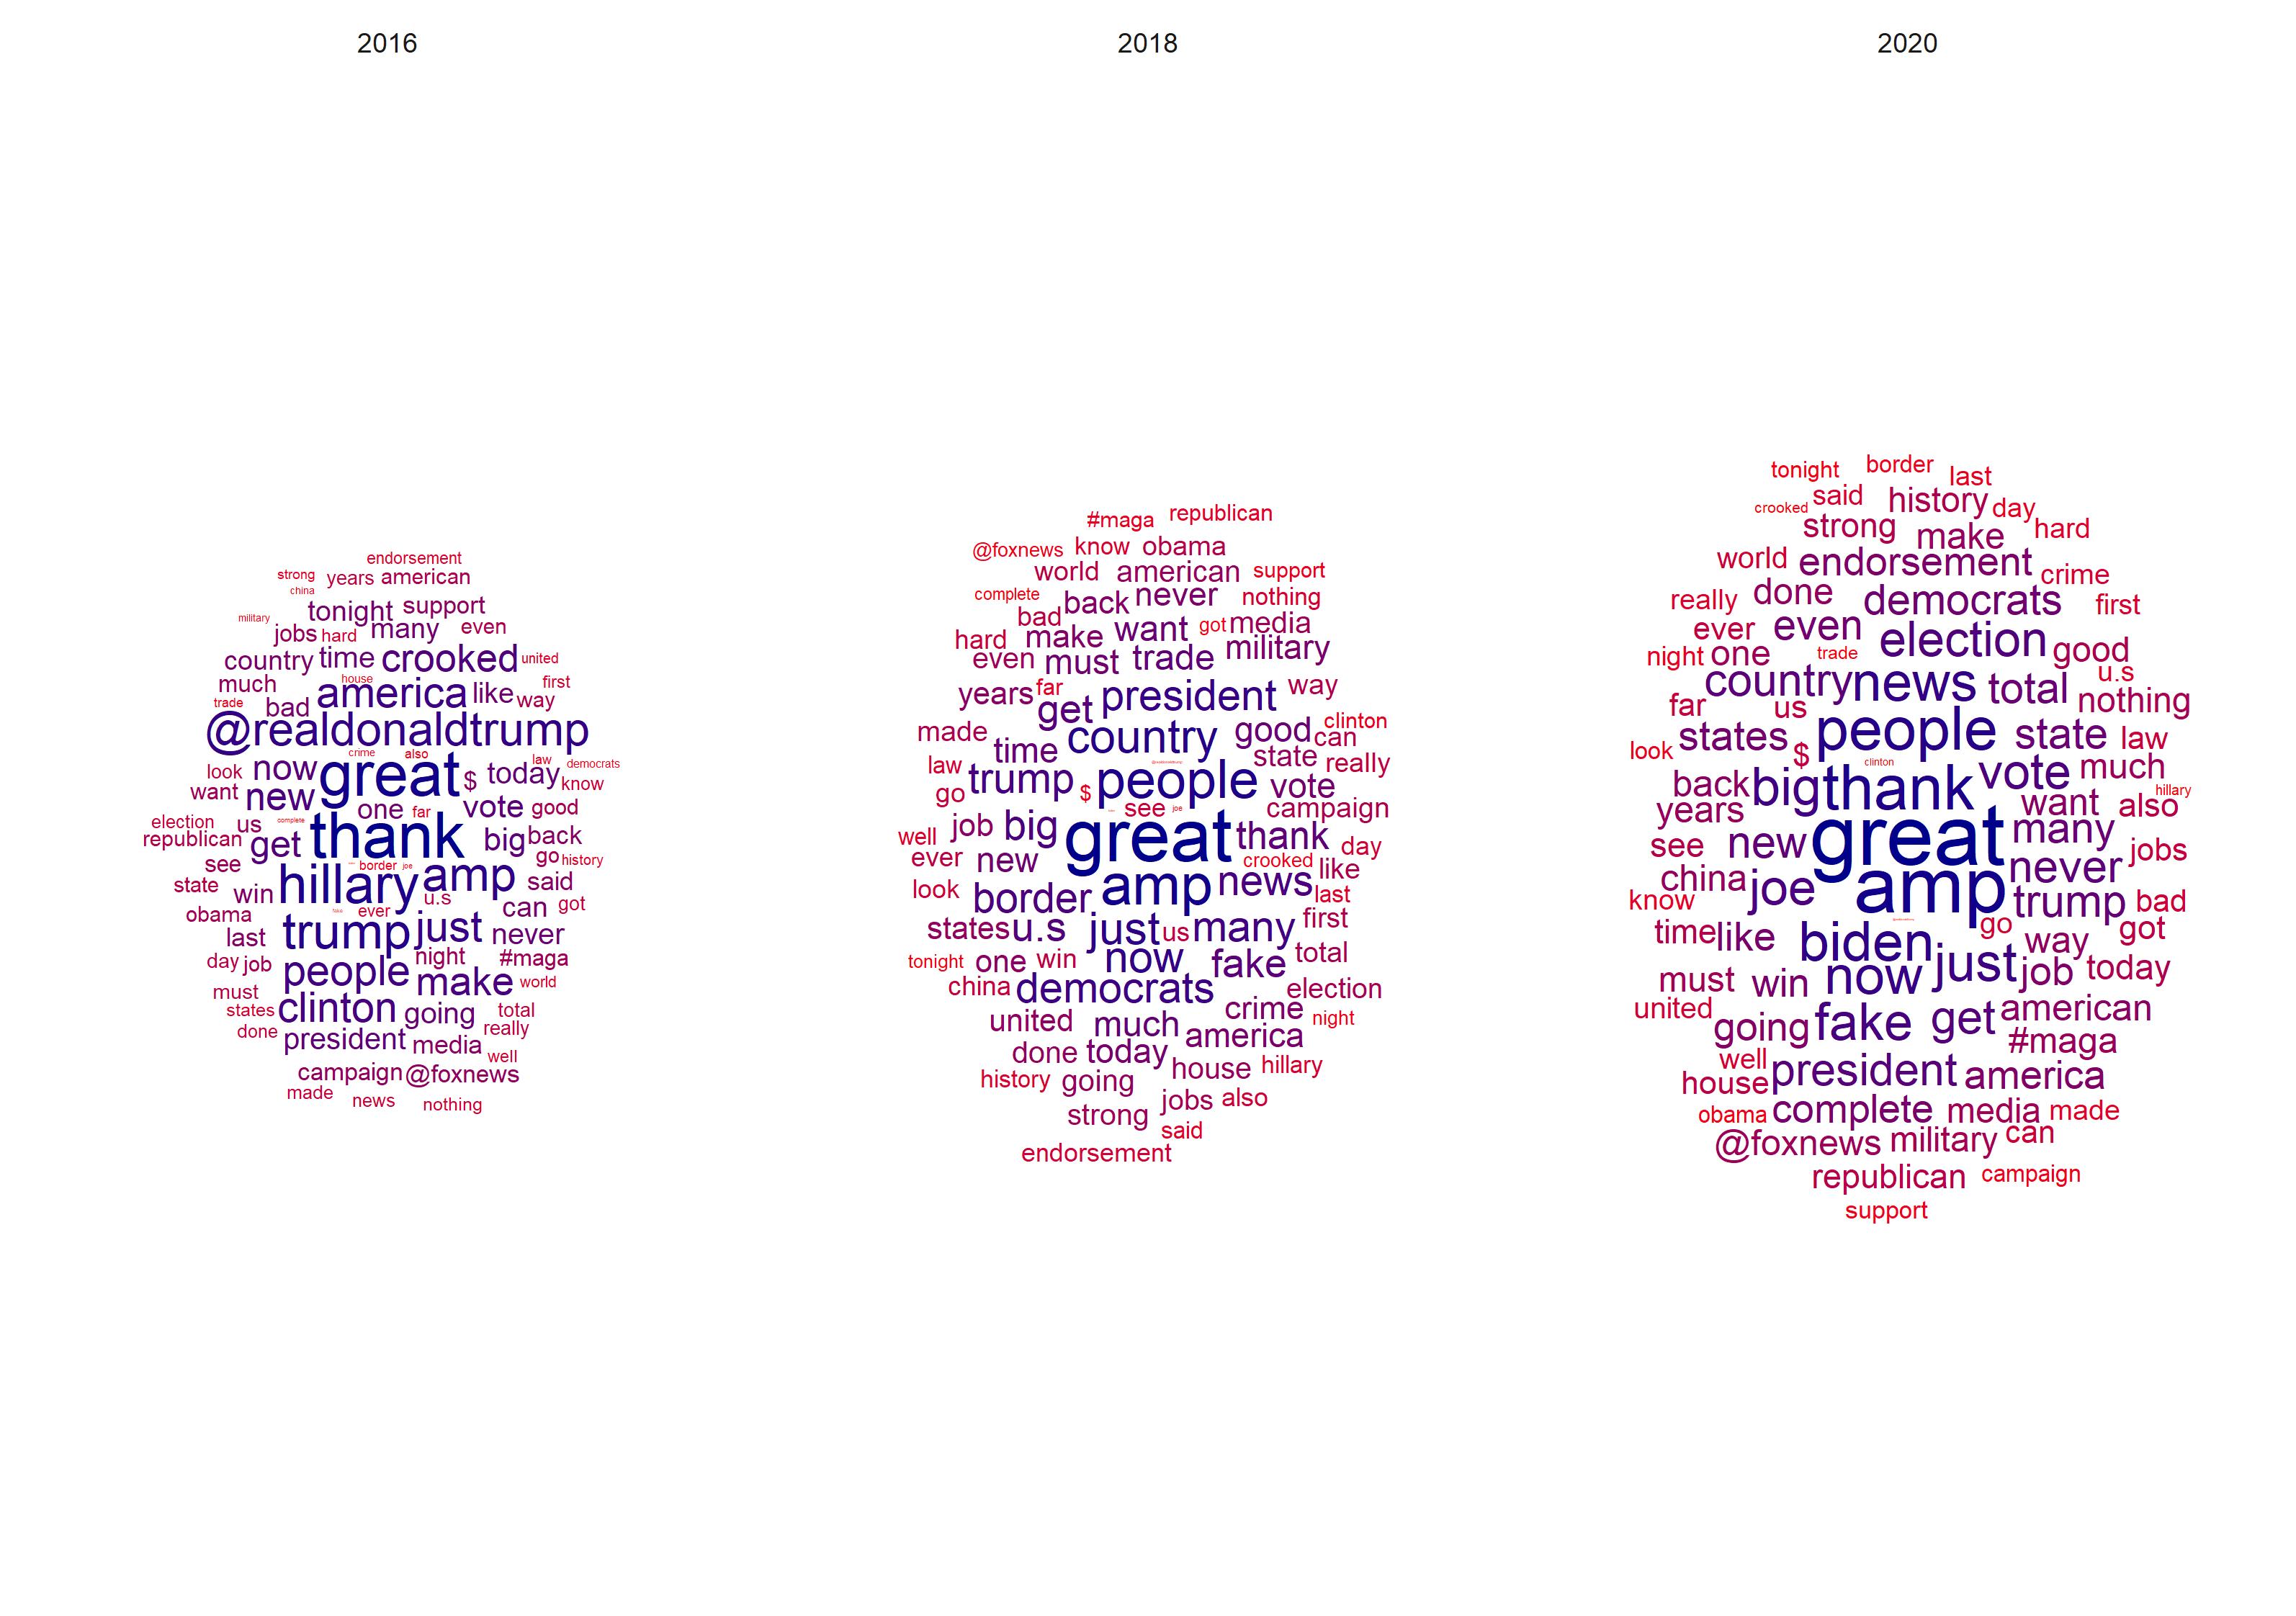 2016
endorsement
strong years american
china
tonight support
military
jobs hard many even
country time crooked united
house
much america like first
trade bad way
@realdonaldtrump
crime also
look now great $ today law democrats
want new know
one far vote good
election us complete
republican get thank big back
see border joe go history
state win hillary amp said
u.s
obama ever can got
last trump just never
day job people night #maga
must make world
states clinton going total
done president media really
well
campaign @foxnews
made news nothing
2018
#maga republican
@foxnews know obama
world american support
complete back never nothing
bad got media
hard make want
even must trade military
years far president way
get
made country good clinton
time can
state
law trump people really
go $ vote
see joe campaign
well job big great thank day
ever new crooked like
look border amp news last
states u.s just us many first
tonight one win now fake total
china democrats election
crime
united much america night
done today house hillary
history going
strong jobs also
said
endorsement
2020
tonight border last
crooked said history day
strong make hard
world endorsement crime
really done democrats first
ever even election
night one trade good
country news total u.s
far us nothing
look states $ people state law
clinton
back big thank vote much
years want also hillary
see new great many jobs
china joe never
know amp trump bad
time like biden go way got
just
must win now job today
united going fake get american
#maga
well president america
house
obama complete media made
@foxnews military can
republican campaign
support